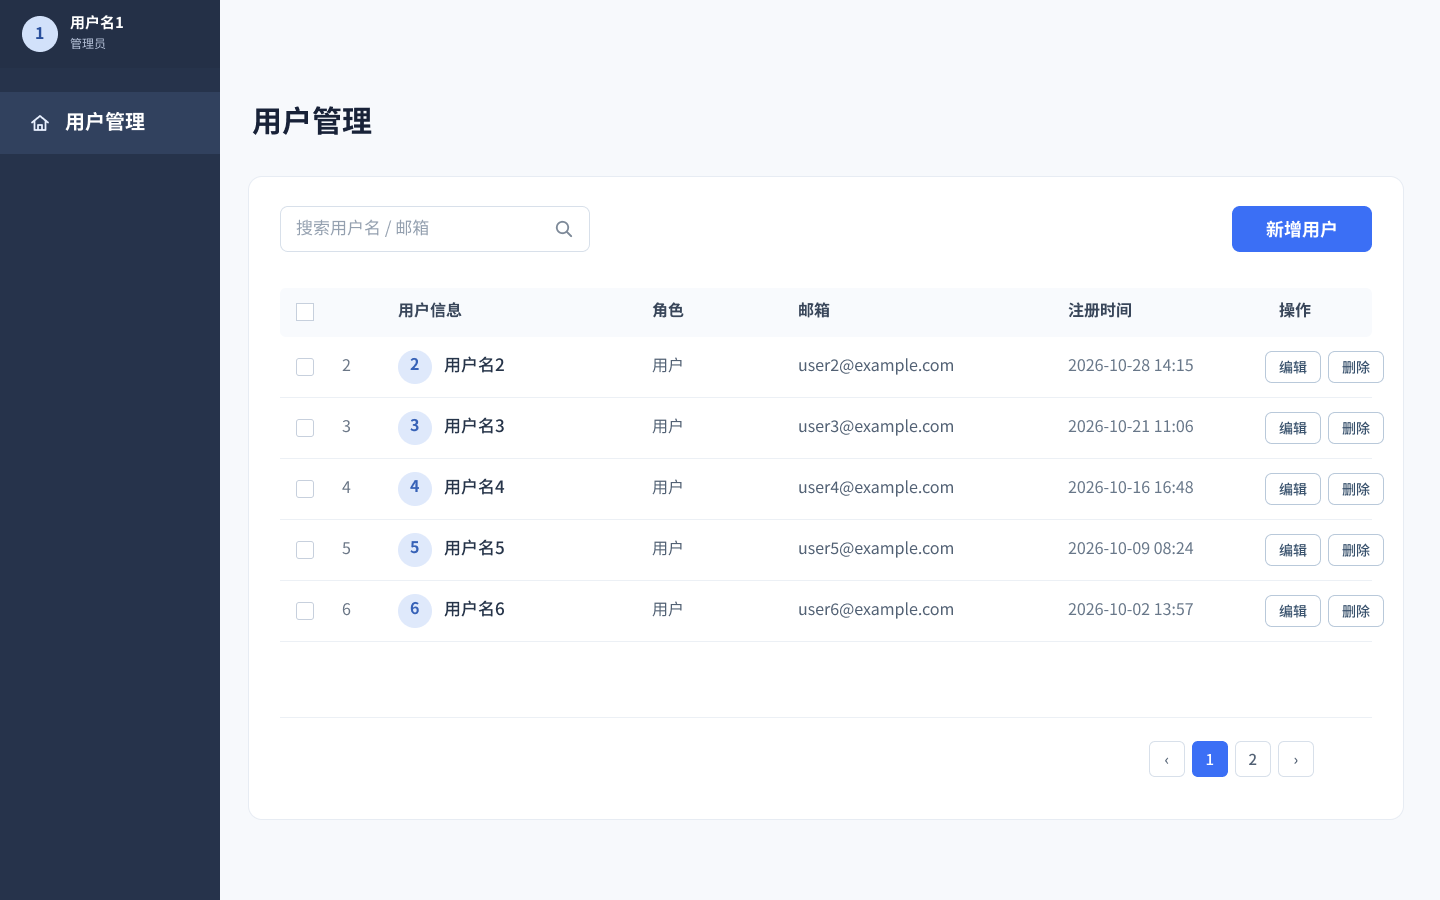 1
用户名1
管理员
用户管理
用户管理
搜索用户名 / 邮箱
新增用户
用户信息 角色 邮箱 注册时间 操作
2 2 用户名2 用户 user2@example.com 2026-10-28 14:15 编辑 删除
3 3 用户名3 用户 user3@example.com 2026-10-21 11:06 编辑 删除
4 4 用户名4 用户 user4@example.com 2026-10-16 16:48 编辑 删除
5 5 用户名5 用户 user5@example.com 2026-10-09 08:24 编辑 删除
6 6 用户名6 用户 user6@example.com 2026-10-02 13:57 编辑 删除
‹ 1 2 ›